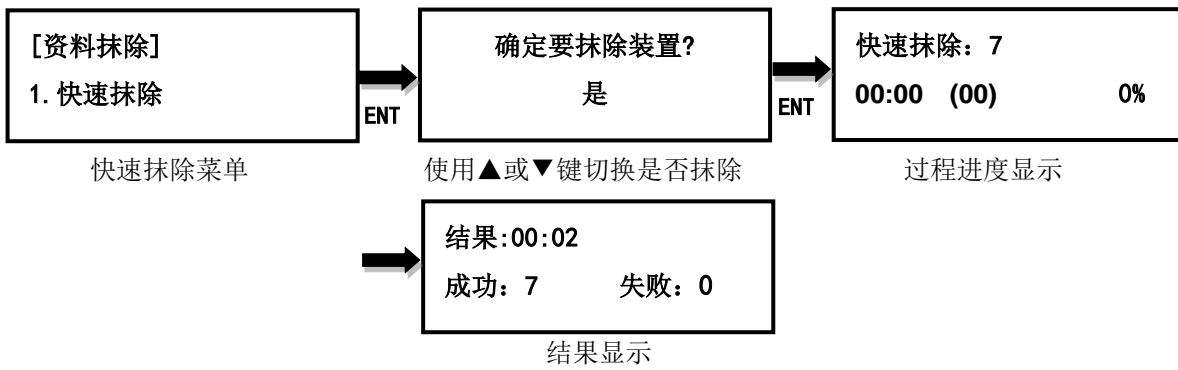 [资料抹除]
1.快速抹除
ENT
确定要抹除装置?
是
ENT
快速抹除：7
00:00 (00) 0%
快速抹除菜单
使用▲或▼键切换是否抹除
过程进度显示
结果:00:02
成功：7 失败：0
结果显示